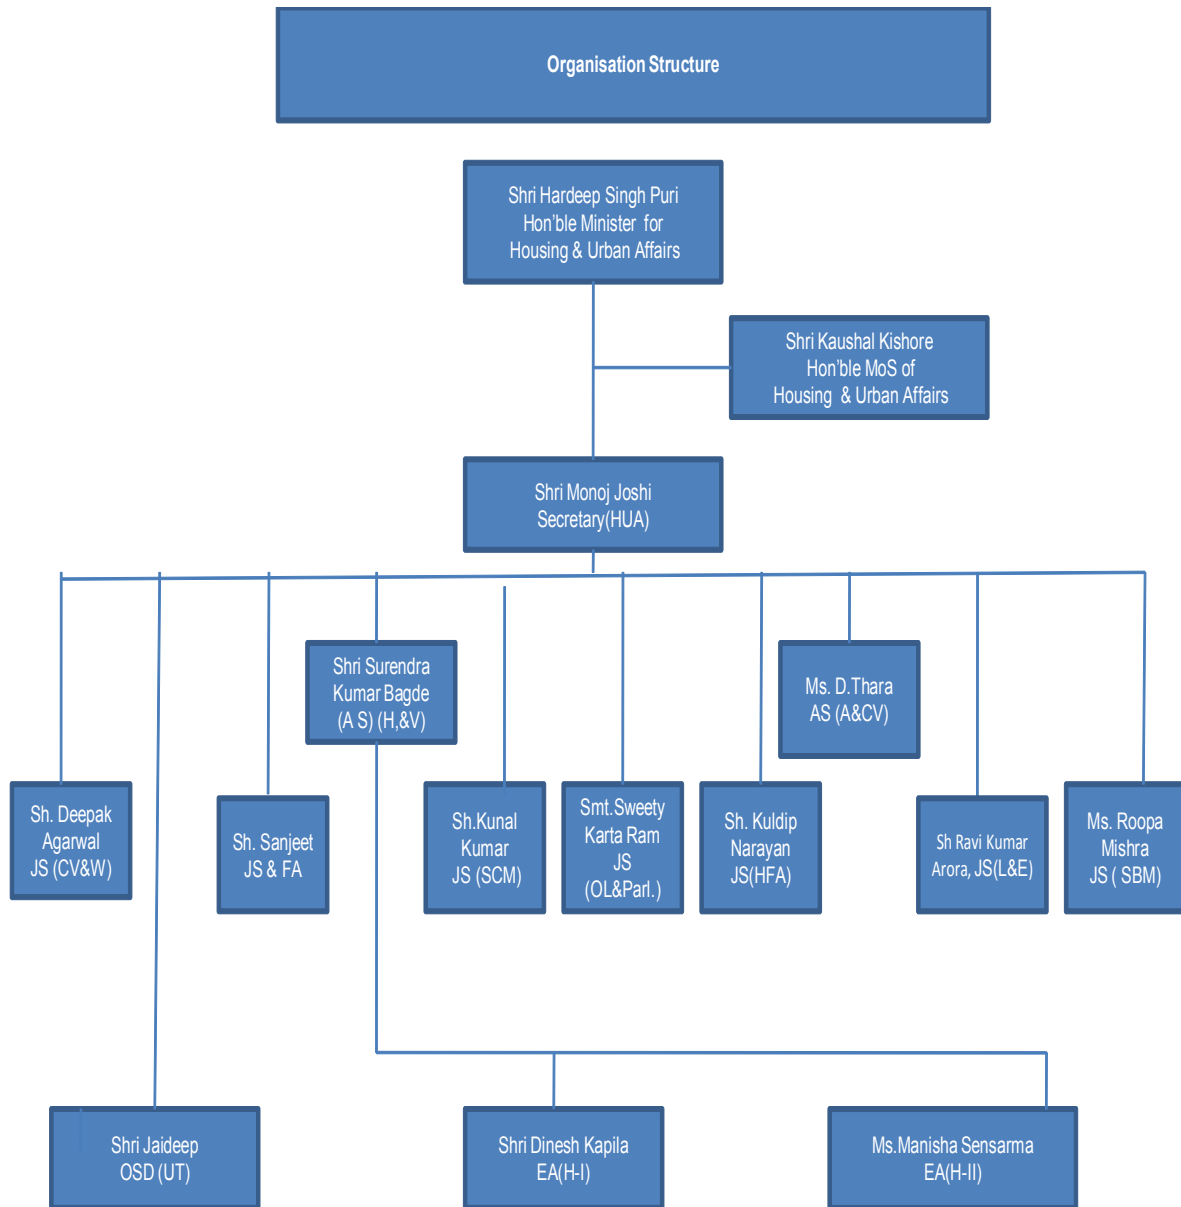 Organisation Structure
Shri Hardeep Singh Puri
Hon’ble Minister for
Housing & Urban Affairs
Shri Kaushal Kishore
Hon’ble MoS of
Housing & Urban Affairs
Shri Monoj Joshi
Secretary(HUA)
Shri Surendra
Kumar Bagde
(A S) (H,&V)
Ms. D.Thara
AS (A&CV)
Sh. Deepak
Agarwal
JS (CV&W)
Sh. Sanjeet
JS & FA
Sh.Kunal
Kumar
JS (SCM)
Smt.Sweety
Karta Ram
JS
(OL&Parl.)
Sh. Kuldip
Narayan
JS(HFA)
Sh Ravi Kumar
Arora, JS(L&E)
Ms. Roopa
Mishra
JS ( SBM)
Shri Jaideep
OSD (UT)
Shri Dinesh Kapila
EA(H-I)
Ms.Manisha Sensarma
EA(H-II)